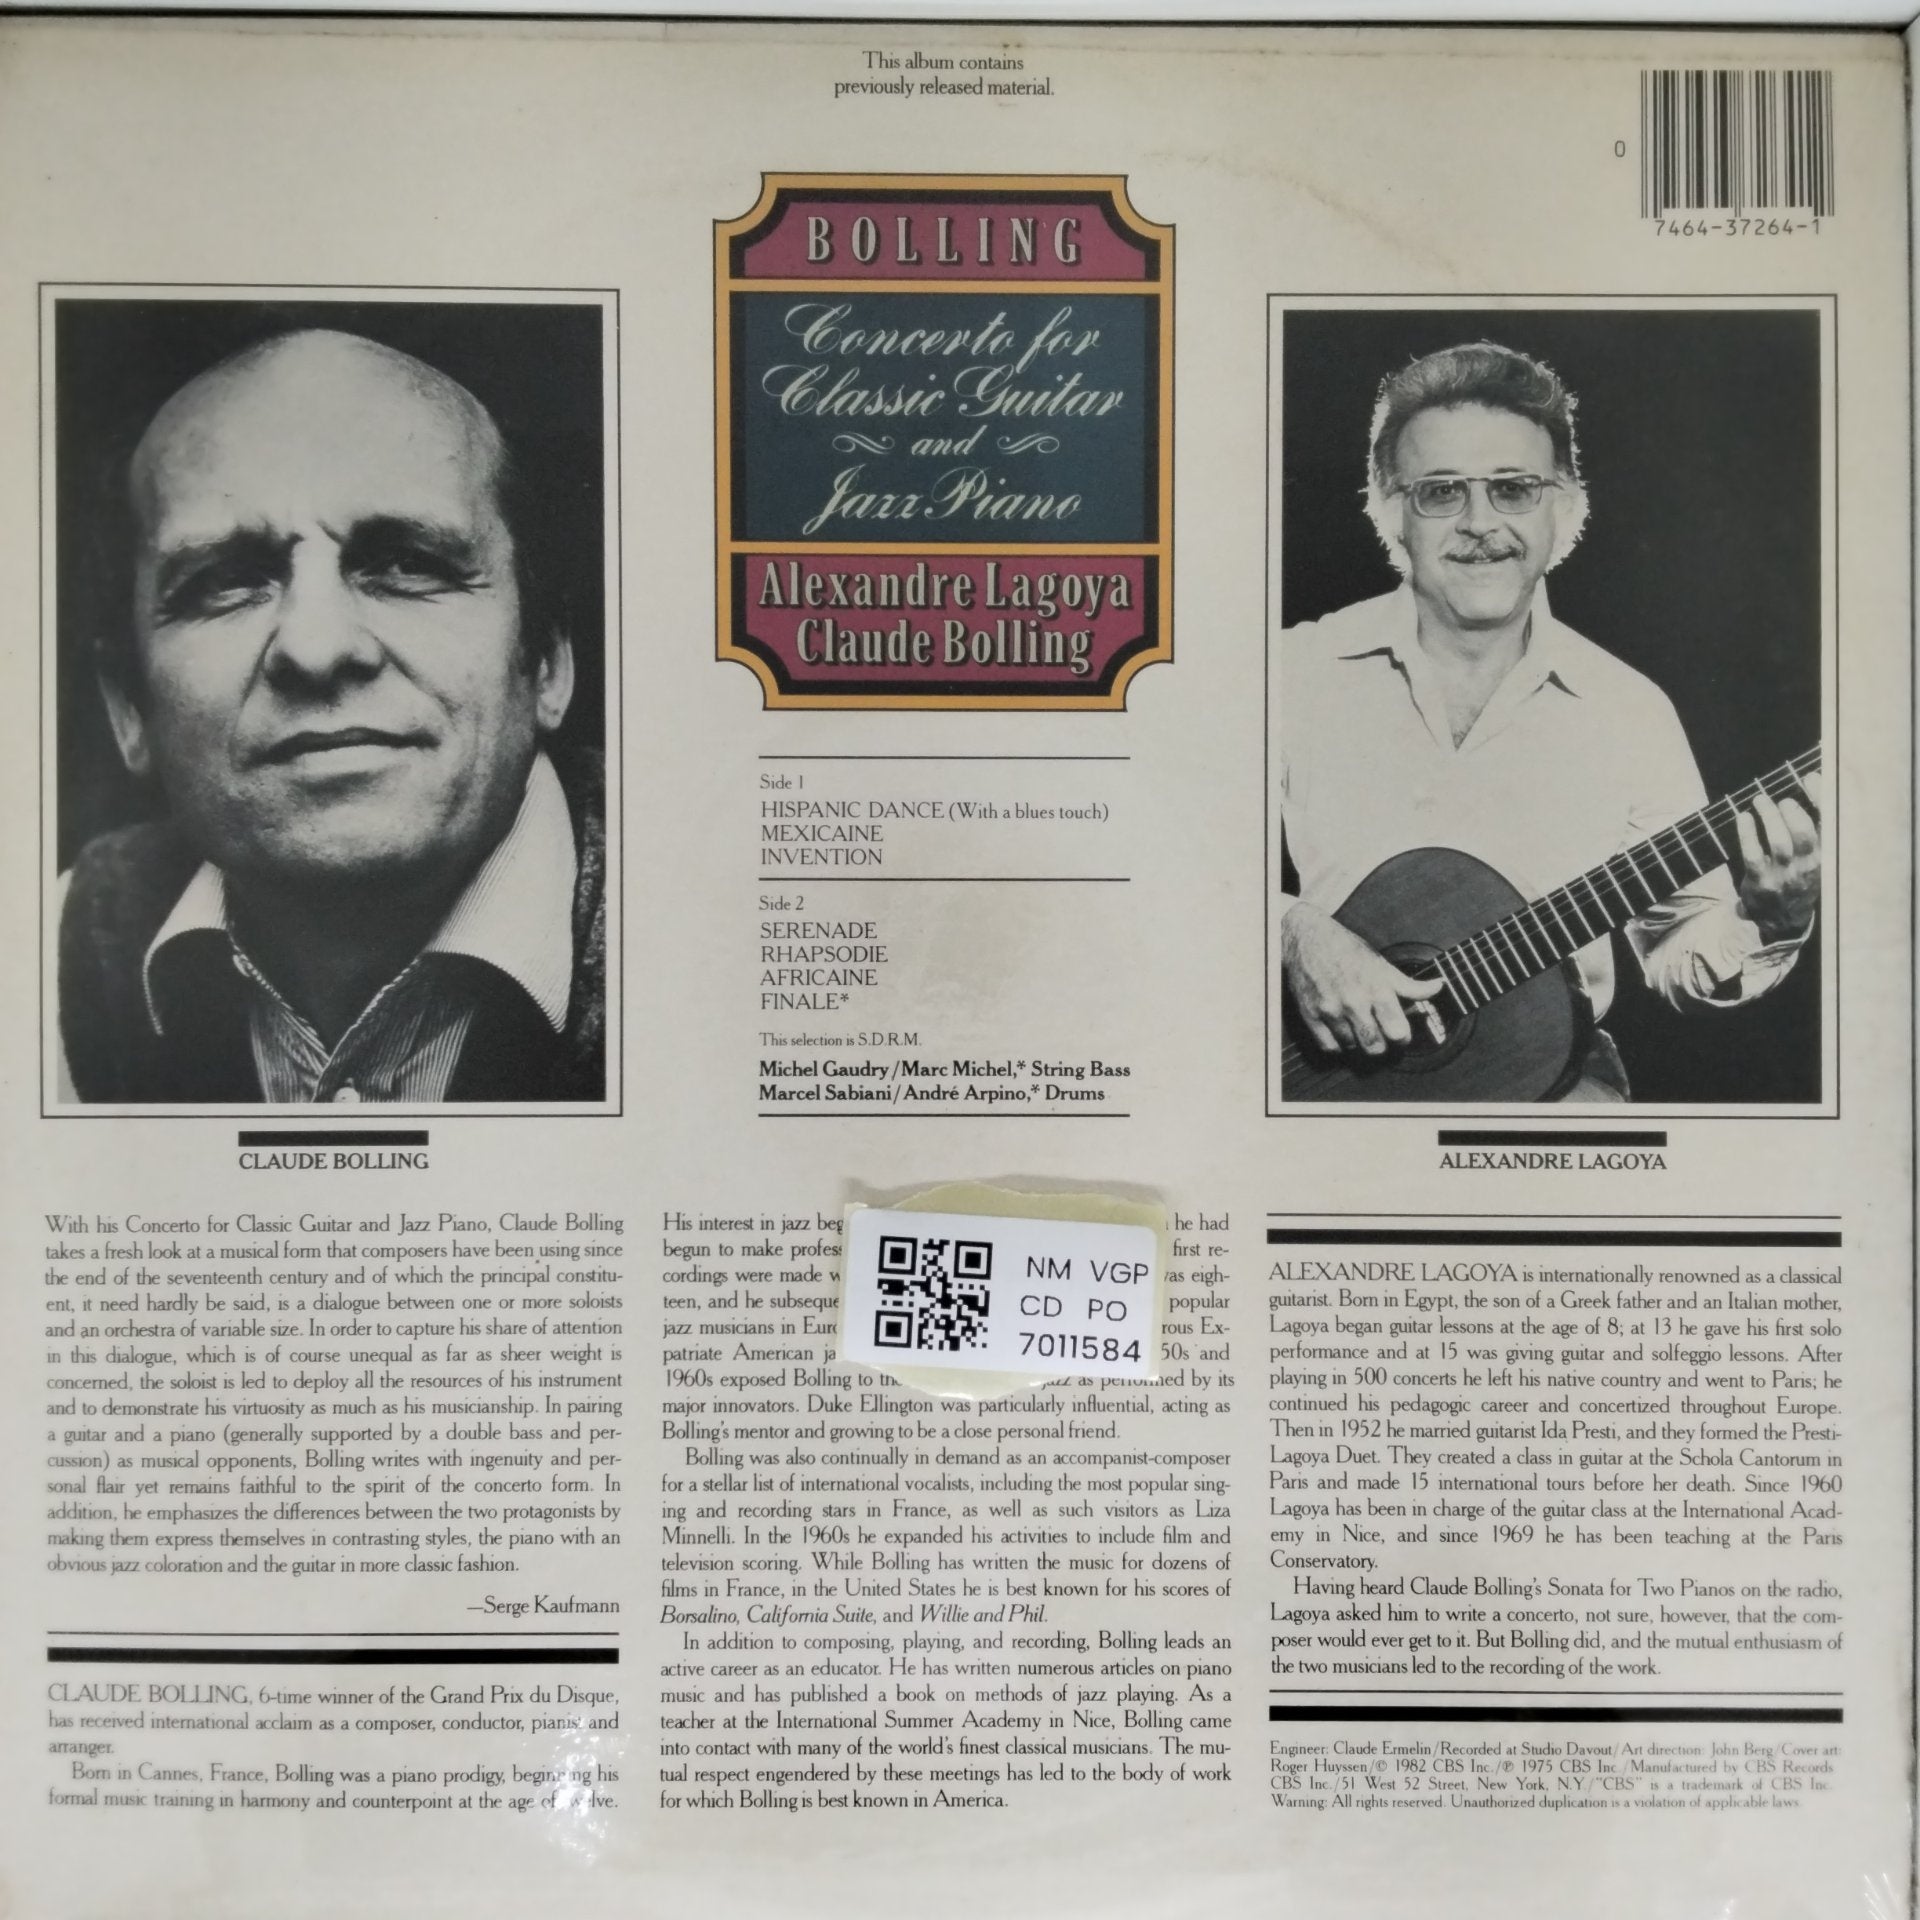 This album contains
previously released material.
0
7464-37264-1
BOLLING
Concerto for
Classic Guitar
and
Jazz Piano
Alexandre Lagoya
Claude Bolling
Side 1
HISPANIC DANCE (With a blues touch)
MEXICAINE
INVENTION
Side 2
SERENADE
RHAPSODIE
AFRICAINE
FINALE*
This selection is S.D.R.M.
Michel Gaudry/Marc Michel,* String Bass
Marcel Sabiani/André Arpino,* Drums
CLAUDE BOLLING
ALEXANDRE LAGOYA
With his Concerto for Classic Guitar and Jazz Piano, Claude Bolling
takes a fresh look at a musical form that composers have been using since
the end of the seventeenth century and of which the principal constitu-
ent, it need hardly be said, is a dialogue between one or more soloists
and an orchestra of variable size. In order to capture his share of attention
in this dialogue, which is of course unequal as far as sheer weight is
concerned, the soloist is led to deploy all the resources of his instrument
and to demonstrate his virtuosity as much as his musicianship. In pairing
a guitar and a piano (generally supported by a double bass and per-
cussion) as musical opponents, Bolling writes with ingenuity and per-
sonal flair yet remains faithful to the spirit of the concerto form. In
addition, he emphasizes the differences between the two protagonists by
making them express themselves in contrasting styles, the piano with an
obvious jazz coloration and the guitar in more classic fashion.
—Serge Kaufmann
CLAUDE BOLLING, 6-time winner of the Grand Prix du Disque,
has received international acclaim as a composer, conductor, pianist and
arranger.
Born in Cannes, France, Bolling was a piano prodigy, beginning his
formal music training in harmony and counterpoint at the age of twelve.
His interest in jazz he had
begun to make first re-
cordings were made eigh-
teen, and he popular
jazz musicians in Ex-
patriate American 50s and
1960s exposed Bolling to jazz as performed by its
major innovators. Duke Ellington was particularly influential, acting as
Bolling's mentor and growing to be a close personal friend.
Bolling was also continually in demand as an accompanist-composer
for a stellar list of international vocalists, including the most popular sing-
ing and recording stars in France, as well as such visitors as Liza
Minnelli. In the 1960s he expanded his activities to include film and
television scoring. While Bolling has written the music for dozens of
films in France, in the United States he is best known for his scores of
Borsalino, California Suite, and Willie and Phil.
In addition to composing, playing, and recording, Bolling leads an
active career as an educator. He has written numerous articles on piano
music and has published a book on methods of jazz playing. As a
teacher at the International Summer Academy in Nice, Bolling came
into contact with many of the world's finest classical musicians. The mu-
tual respect engendered by these meetings has led to the body of work
for which Bolling is best known in America.
NM VGP
CD PO
7011584
ALEXANDRE LAGOYA is internationally renowned as a classical
guitarist. Born in Egypt, the son of a Greek father and an Italian mother,
Lagoya began guitar lessons at the age of 8; at 13 he gave his first solo
performance and at 15 was giving guitar and solfeggio lessons. After
playing in 500 concerts he left his native country and went to Paris; he
continued his pedagogic career and concertized throughout Europe.
Then in 1952 he married guitarist Ida Presti, and they formed the Presti-
Lagoya Duet. They created a class in guitar at the Schola Cantorum in
Paris and made 15 international tours before her death. Since 1960
Lagoya has been in charge of the guitar class at the International Acad-
emy in Nice, and since 1969 he has been teaching at the Paris
Conservatory.
Having heard Claude Bolling's Sonata for Two Pianos on the radio,
Lagoya asked him to write a concerto, not sure, however, that the com-
poser would ever get to it. But Bolling did, and the mutual enthusiasm of
the two musicians led to the recording of the work.
Engineer: Claude Ermelin/Recorded at Studio Davout/Art direction: John Berg/Cover art:
Roger Huyssen/© 1982 CBS Inc./℗ 1975 CBS Inc./Manufactured by CBS Records
CBS Inc./51 West 52 Street, New York, N.Y./"CBS" is a trademark of CBS Inc.
Warning: All rights reserved. Unauthorized duplication is a violation of applicable laws.